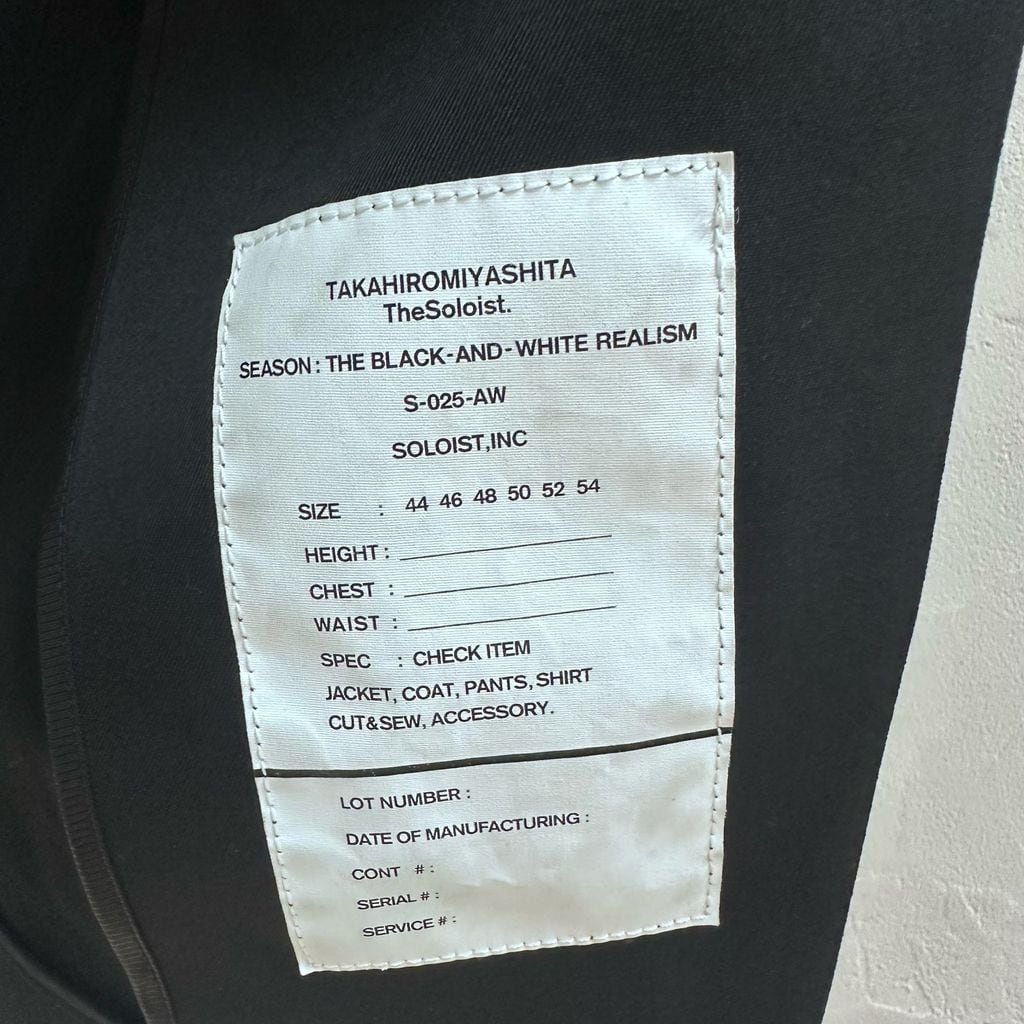 TAKAHIROMIYASHITA
TheSoloist.
SEASON : THE BLACK-AND-WHITE REALISM
S-025-AW
SOLOIST,INC
SIZE : 44 46 48 50 52 54
HEIGHT :
CHEST :
WAIST :
SPEC : CHECK ITEM
JACKET, COAT, PANTS, SHIRT
CUT&SEW, ACCESSORY.
LOT NUMBER :
DATE OF MANUFACTURING :
CONT # :
SERIAL # :
SERVICE # :